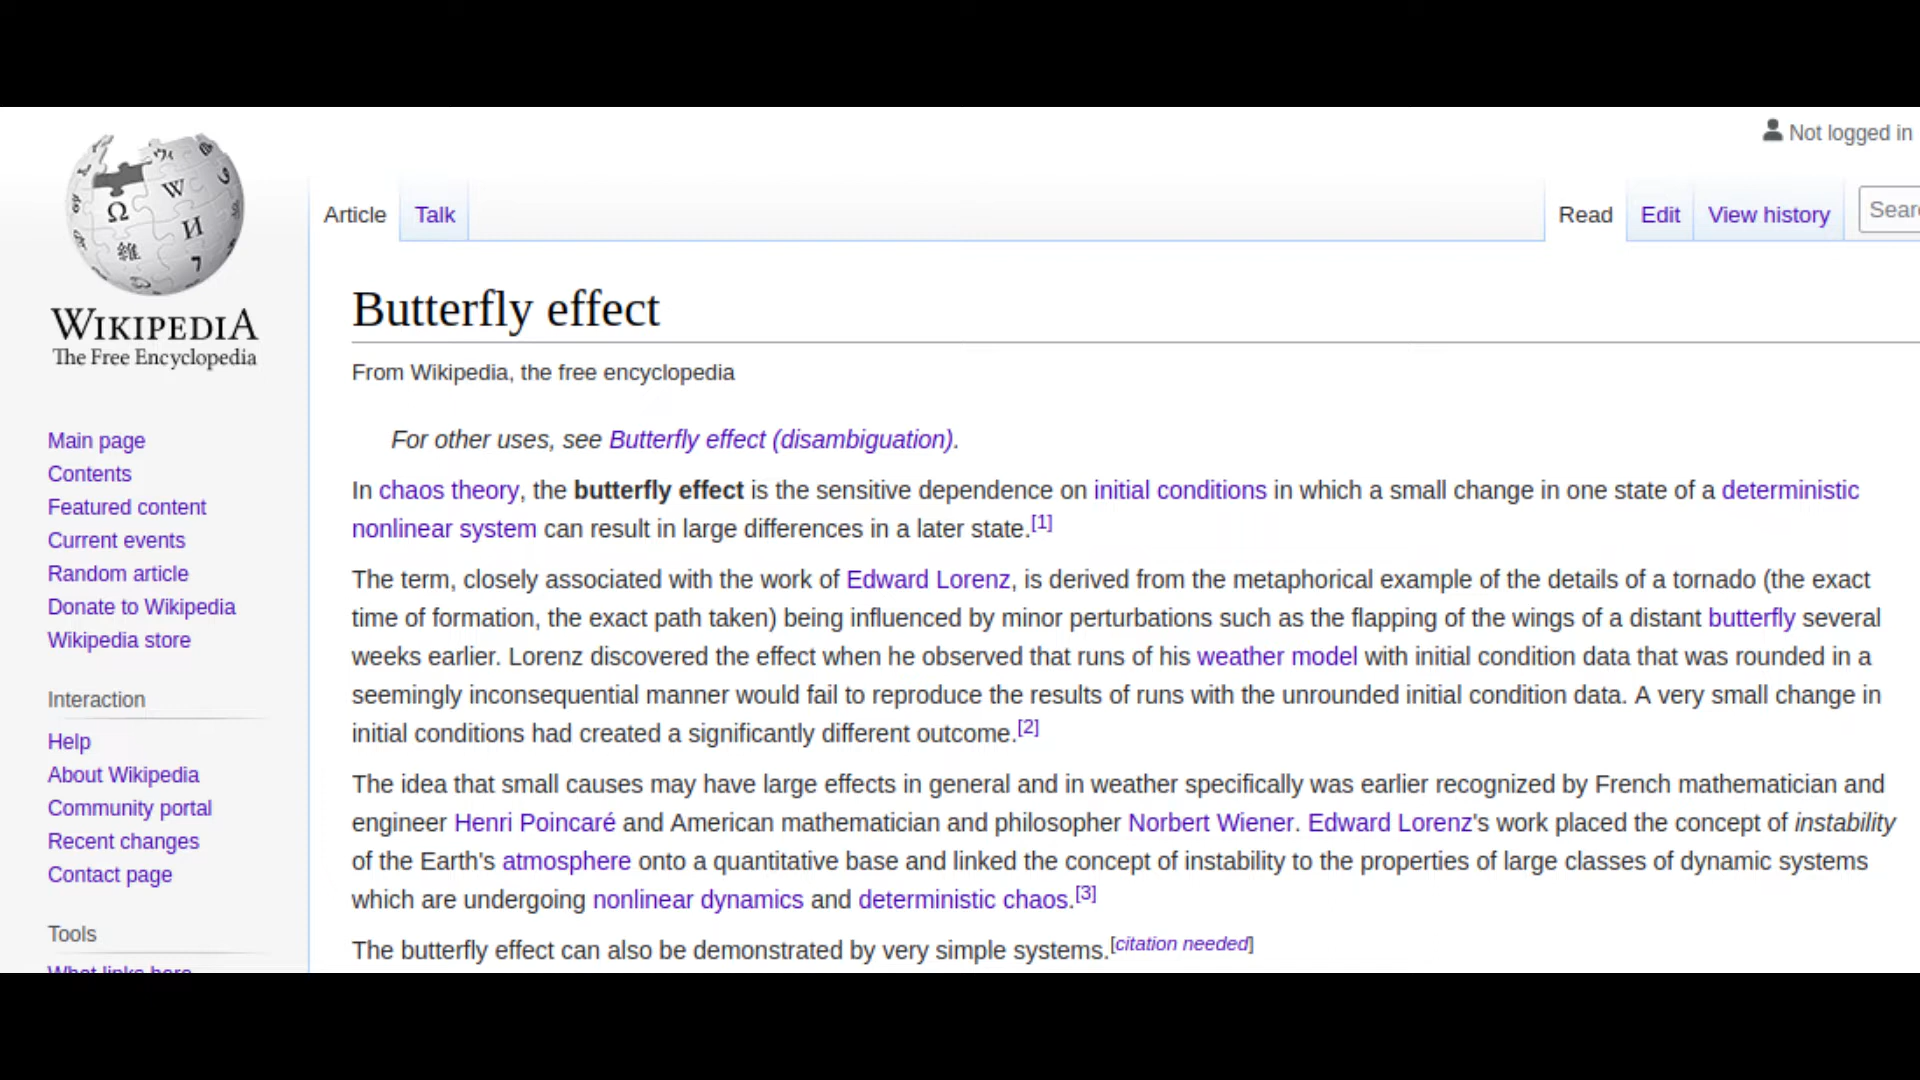 Not logged in
Article Talk Read Edit View history Sear
WIKIPEDIA
The Free Encyclopedia
Main page
Contents
Featured content
Current events
Random article
Donate to Wikipedia
Wikipedia store
Interaction
Help
About Wikipedia
Community portal
Recent changes
Contact page
Tools
What links here
Butterfly effect
From Wikipedia, the free encyclopedia
For other uses, see Butterfly effect (disambiguation).
In chaos theory, the butterfly effect is the sensitive dependence on initial conditions in which a small change in one state of a deterministic
nonlinear system can result in large differences in a later state.[1]
The term, closely associated with the work of Edward Lorenz, is derived from the metaphorical example of the details of a tornado (the exact
time of formation, the exact path taken) being influenced by minor perturbations such as the flapping of the wings of a distant butterfly several
weeks earlier. Lorenz discovered the effect when he observed that runs of his weather model with initial condition data that was rounded in a
seemingly inconsequential manner would fail to reproduce the results of runs with the unrounded initial condition data. A very small change in
initial conditions had created a significantly different outcome.[2]
The idea that small causes may have large effects in general and in weather specifically was earlier recognized by French mathematician and
engineer Henri Poincaré and American mathematician and philosopher Norbert Wiener. Edward Lorenz's work placed the concept of instability
of the Earth's atmosphere onto a quantitative base and linked the concept of instability to the properties of large classes of dynamic systems
which are undergoing nonlinear dynamics and deterministic chaos.[3]
The butterfly effect can also be demonstrated by very simple systems.[citation needed]